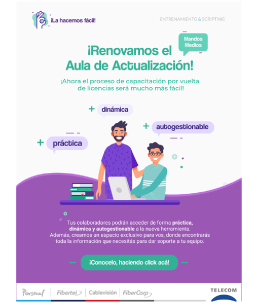 ¡La hacemos fácil!
ENTRENAMIENTO & SCRIPTING
¡Renovamos el
Mandos
Medios
Aula de Actualización!
¡Ahora el proceso de capacitación por vuelta
de licencias será mucho más fácil!
+ dinámica
+ autogestionable
práctica +
Tus colaboradores podrán acceder de forma práctica,
dinámica y autogestionable a la nueva herramienta.
Además, creamos un espacio exclusivo para vos, donde encontrarás
toda la información que necesitás para dar soporte a tu equipo.
¡Conocelo, haciendo click acá!
Personal
Fibertel
Cablevisión
FiberCorp
TELECOM